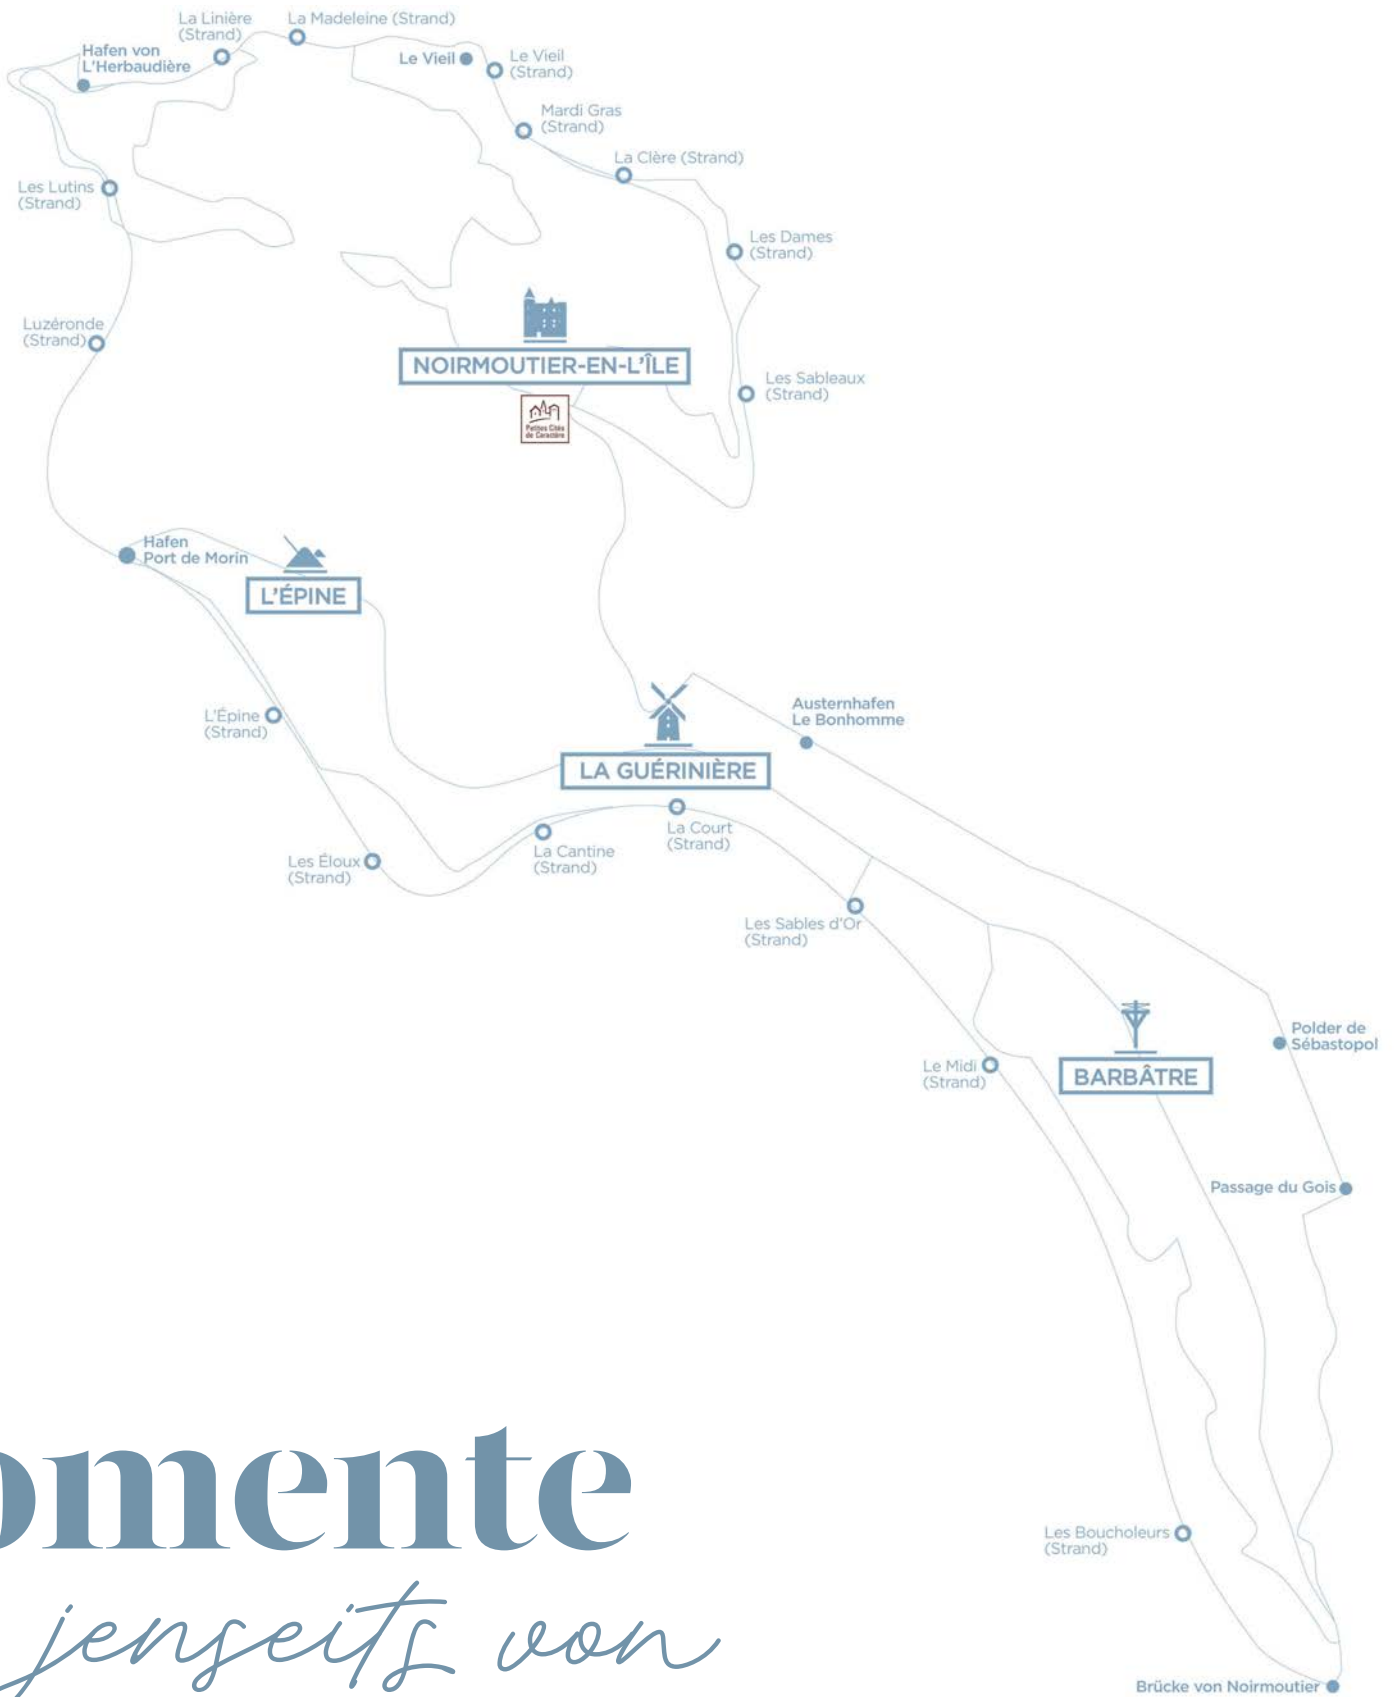 La Linière
(Strand)
La Madeleine (Strand)
Hafen von
L'Herbaudière
Le Vieil
Le Vieil
(Strand)
Mardi Gras
(Strand)
La Clère (Strand)
Les Lutins
(Strand)
Les Dames
(Strand)
Luzéronde
(Strand)
NOIRMOUTIER-EN-L'ÎLE
Les Sableaux
(Strand)
Petites Cités
de Caractère
Hafen
Port de Morin
L'ÉPINE
L'Épine
(Strand)
Austernhafen
Le Bonhomme
LA GUÉRINIÈRE
La Court
(Strand)
La Cantine
(Strand)
Les Éloux
(Strand)
Les Sables d'Or
(Strand)
Polder de
Sébastopol
Le Midi
(Strand)
BARBÂTRE
Passage du Gois
omente
jenseits von
Les Boucholeurs
(Strand)
Brücke von Noirmoutier